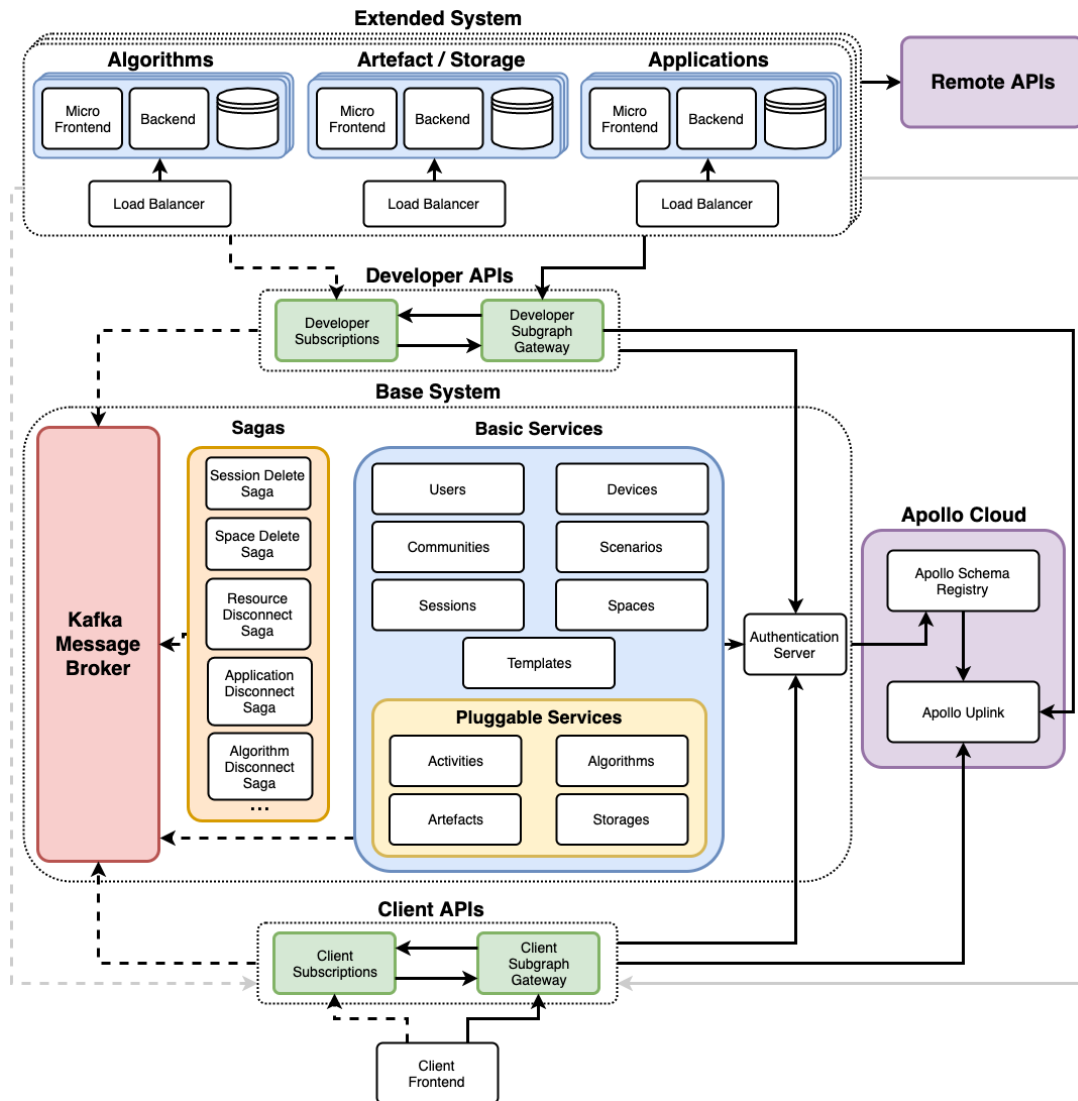 Extended System
Algorithms
Artefact / Storage
Applications
Micro
Frontend
Backend
Micro
Frontend
Backend
Micro
Frontend
Backend
Remote APIs
Load Balancer
Load Balancer
Load Balancer
Developer APIs
Developer
Subscriptions
Developer
Subgraph
Gateway
Base System
Kafka
Message
Broker
Sagas
Session Delete
Saga
Space Delete
Saga
Resource
Disconnect
Saga
Application
Disconnect
Saga
Algorithm
Disconnect
Saga
...
Basic Services
Users
Devices
Communities
Scenarios
Sessions
Spaces
Templates
Pluggable Services
Activities
Algorithms
Artefacts
Storages
Authentication
Server
Apollo Cloud
Apollo Schema
Registry
Apollo Uplink
Client APIs
Client
Subscriptions
Client
Subgraph
Gateway
Client
Frontend